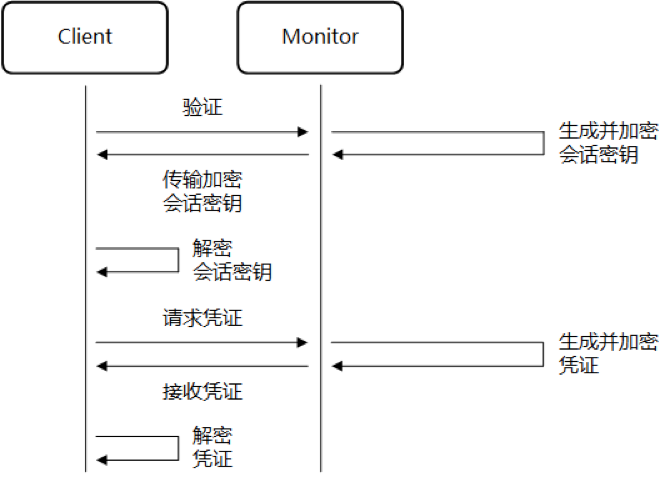 Client
Monitor
验证
生成并加密
会话密钥
传输加密
会话密钥
解密
会话密钥
请求凭证
生成并加密
凭证
接收凭证
解密
凭证